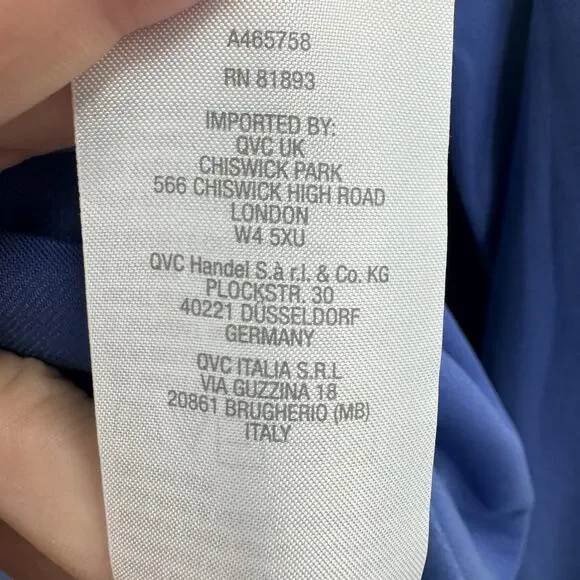 A465758
RN 81893
IMPORTED BY:
QVC UK
CHISWICK PARK
566 CHISWICK HIGH ROAD
LONDON
W4 5XU
QVC Handel S.à r.l. & Co. KG
PLOCKSTR. 30
40221 DÜSSELDORF
GERMANY
QVC ITALIA S.R.L
VIA GUZZINA 18
20861 BRUGHERIO (MB)
ITALY